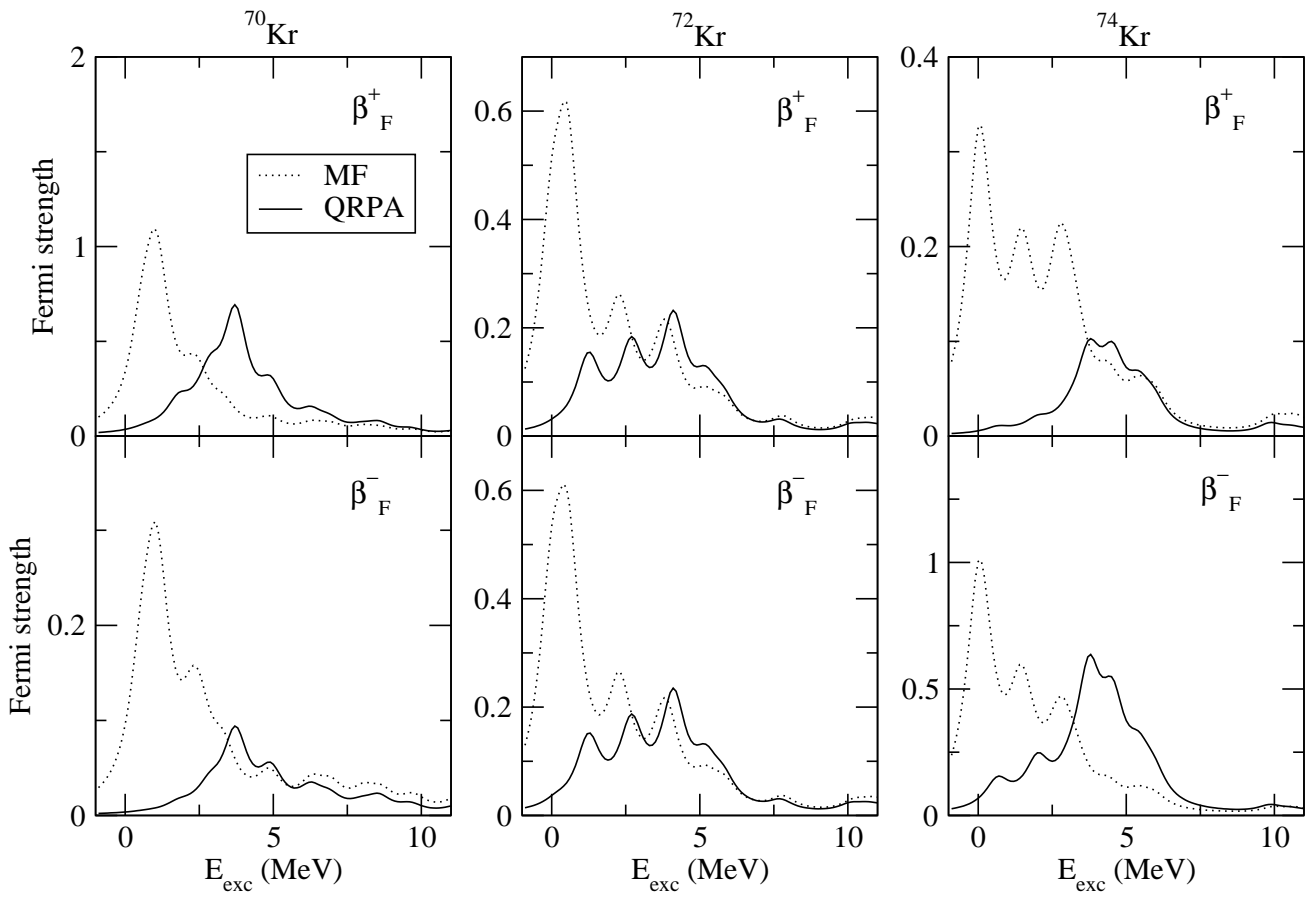 ⁷⁰Kr ⁷²Kr ⁷⁴Kr
2 0.4
β⁺F β⁺F β⁺F
0.6
MF
QRPA
Fermi strength
0.4
1 0.2
0.2
0 0 0
β⁻F β⁻F β⁻F
0.6
1
0.4
Fermi strength
0.2 0.5
0.2
0 0 0
0 5 10 0 5 10 0 5 10
Eexc (MeV) Eexc (MeV) Eexc (MeV)